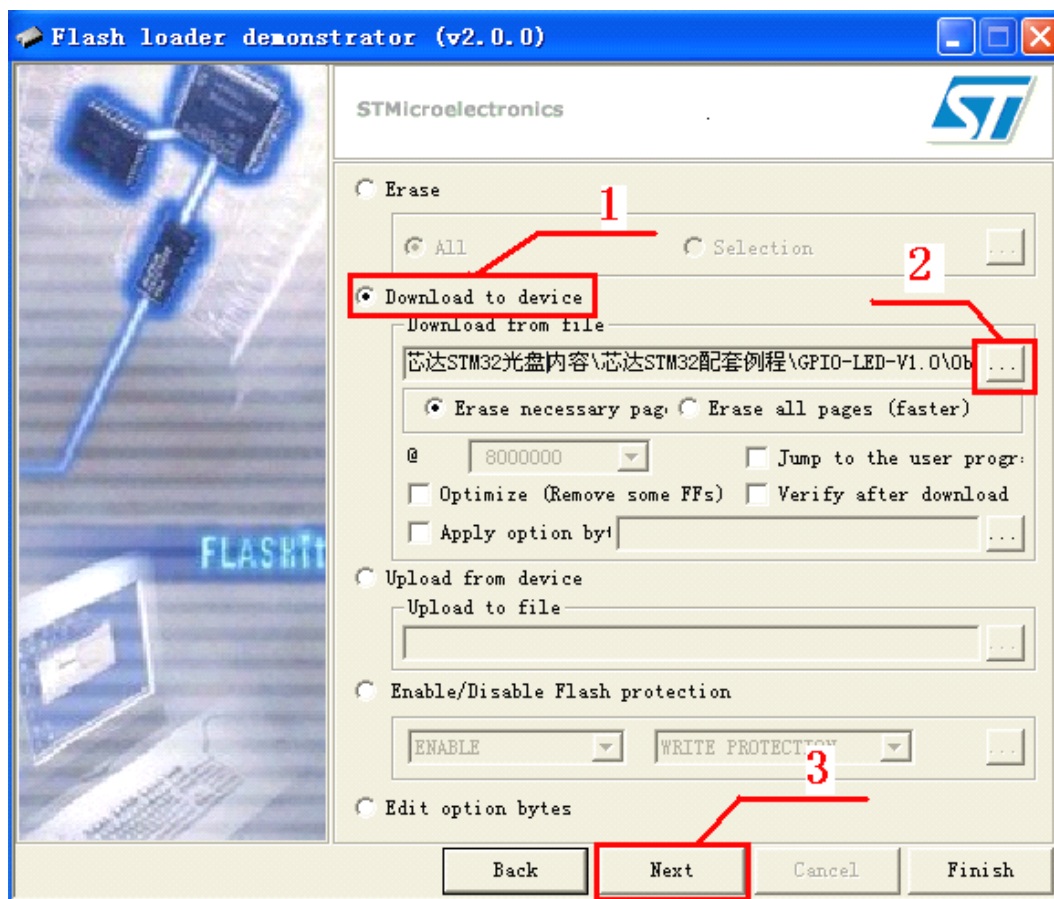 Flash loader demonstrator (v2.0.0)
STMicroelectronics
ST
Erase
1
All
Selection
...
2
Download to device
Download from file
芯达STM32光盘内容\芯达STM32配套例程\GPIO-LED-V1.0\Ob
...
Erase necessary pag
Erase all pages (faster)
@
8000000
Jump to the user progr
Optimize (Remove some FFs)
Verify after download
Apply option byt
...
FLASHit
Upload from device
Upload to file
...
Enable/Disable Flash protection
ENABLE
WRITE PROTECTION
...
3
Edit option bytes
Back
Next
Cancel
Finish